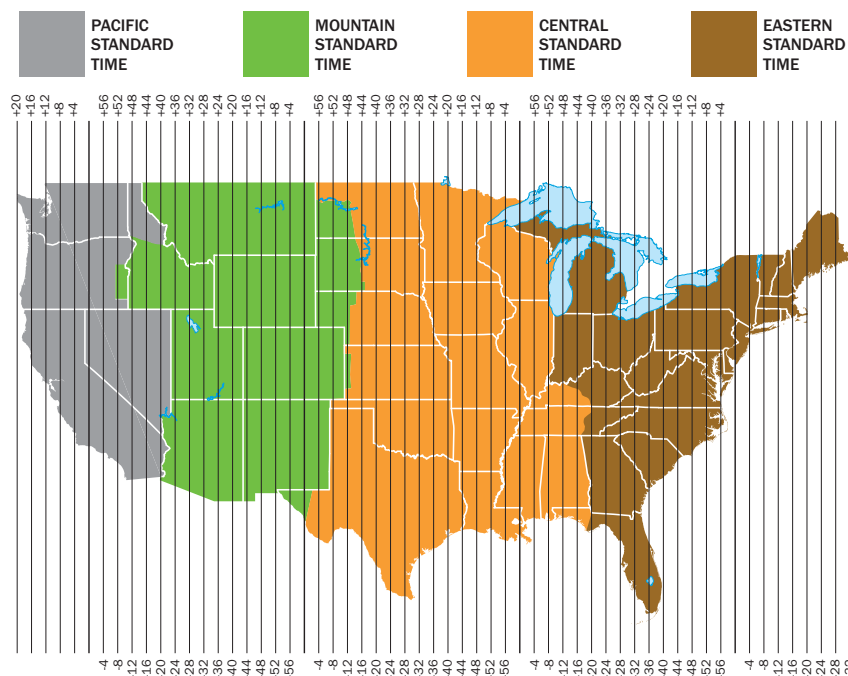 PACIFIC
STANDARD
TIME
MOUNTAIN
STANDARD
TIME
CENTRAL
STANDARD
TIME
EASTERN
STANDARD
TIME
+20 +16 +12 +8 +4 +56 +52 +48 +44 +40 +36 +32 +28 +24 +20 +16 +12 +8 +4 +56 +52 +48 +44 +40 +36 +32 +28 +24 +20 +16 +12 +8 +4 +56 +52 +48 +44 +40 +36 +32 +28 +24 +20 +16 +12 +8 +4
-4 -8 12 16 20 24 28 32 36 40 44 48 52 56 -4 -8 12 16 20 24 28 32 36 40 44 48 52 56 -4 -8 12 16 20 24 28 32 36 40 44 48 52 56 -4 -8 12 16 20 24 28